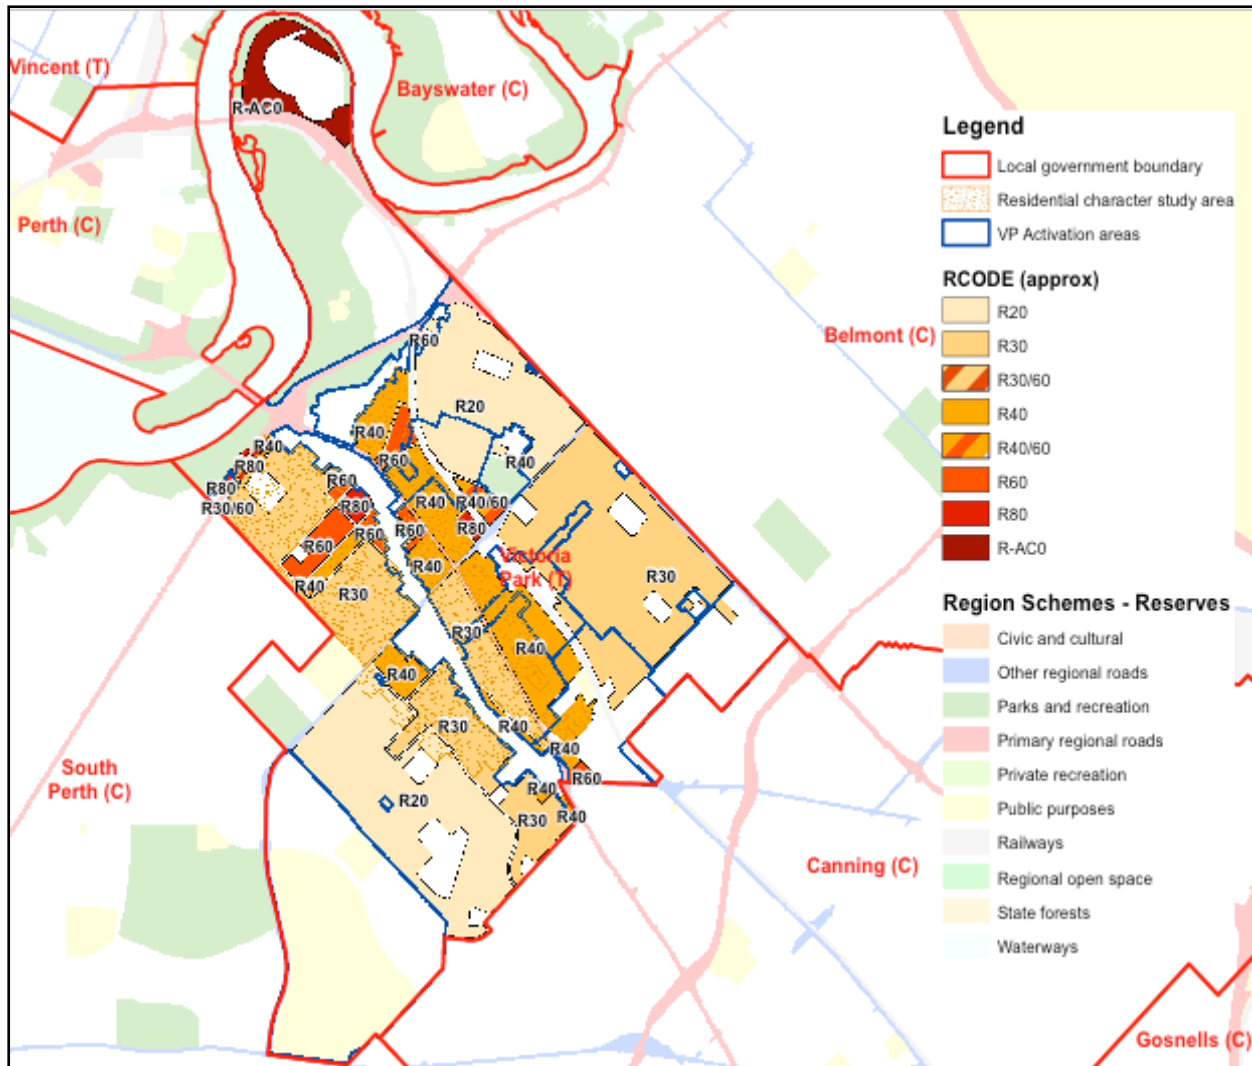 Vincent (T)
Bayswater (C)
R-AC0
Perth (C)
Belmont (C)
R60
R20
R40
R40
R60
R40
R80
R80
R30/60
R60
R80
R60
R60
R40
R40/60
R80
R60
R40
R40
R30
Victoria
Park (T)
R30
R30
R40
R40
R30
R40
R40
R60
R40
R20
R30
R40
South
Perth (C)
Canning (C)
Gosnells (C)
Legend
Local government boundary
Residential character study area
VP Activation areas
RCODE (approx)
R20
R30
R30/60
R40
R40/60
R60
R80
R-AC0
Region Schemes - Reserves
Civic and cultural
Other regional roads
Parks and recreation
Primary regional roads
Private recreation
Public purposes
Railways
Regional open space
State forests
Waterways